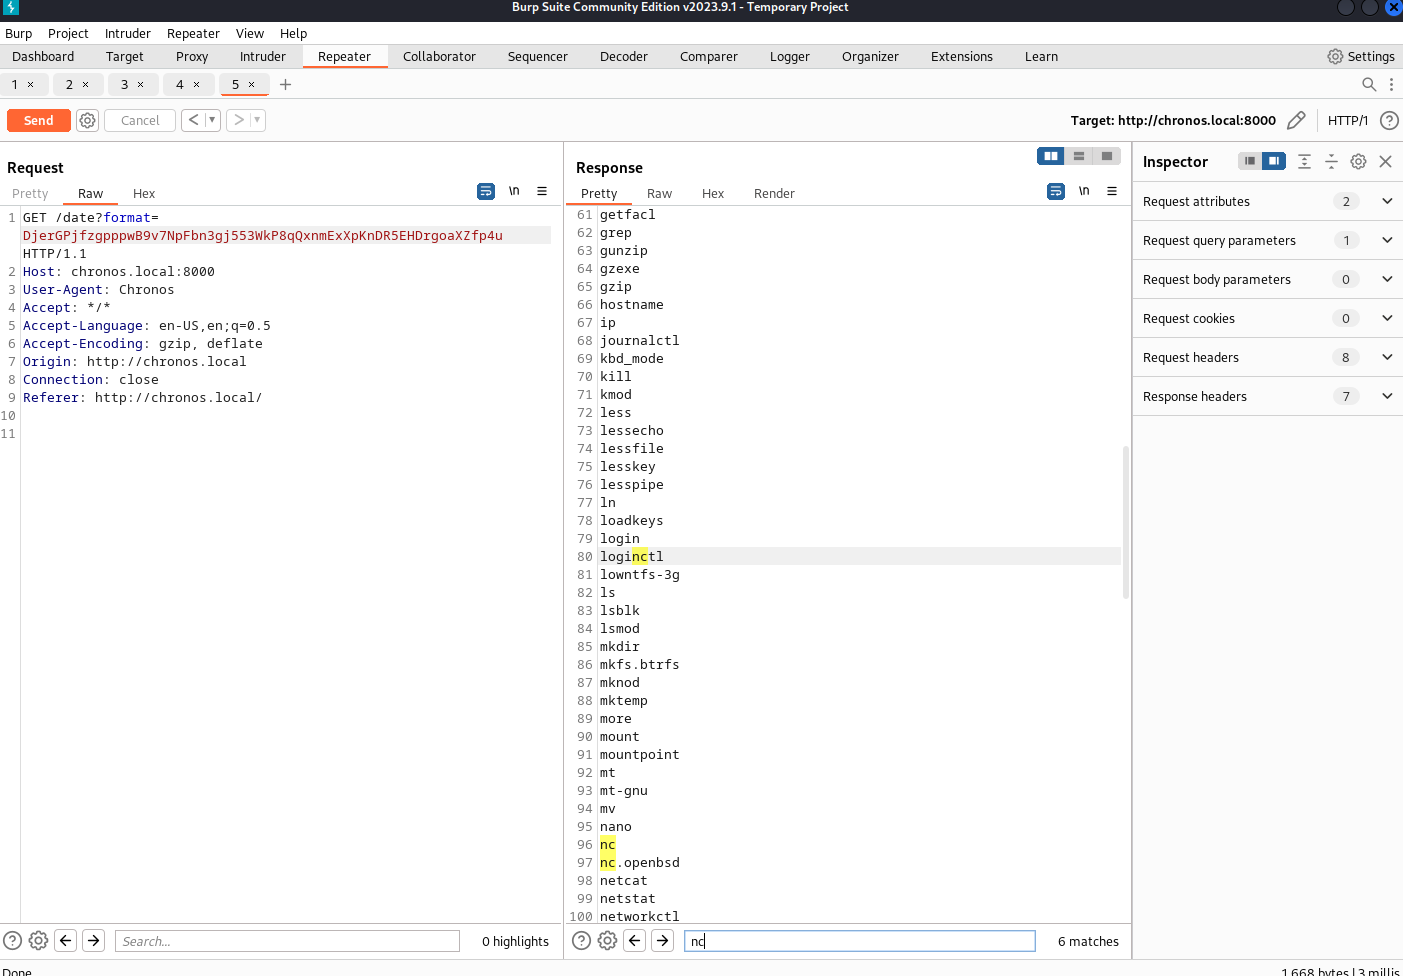 Burp Suite Community Edition v2023.9.1 - Temporary Project
Burp Project Intruder Repeater View Help
Dashboard Target Proxy Intruder Repeater Collaborator Sequencer Decoder Comparer Logger Organizer Extensions Learn Settings
1 × 2 × 3 × 4 × 5 × +
Send Cancel < > Target: http://chronos.local:8000 HTTP/1 ?
Request
Pretty Raw Hex \n
1 GET /date?format=
DjerGPjfzgpppwB9v7NpFbn3gj553WkP8qQxnmExXpKnDR5EHDrgoaXZfp4u
HTTP/1.1
2 Host: chronos.local:8000
3 User-Agent: Chronos
4 Accept: */*
5 Accept-Language: en-US,en;q=0.5
6 Accept-Encoding: gzip, deflate
7 Origin: http://chronos.local
8 Connection: close
9 Referer: http://chronos.local/
10
11
? Search... 0 highlights
Response
Pretty Raw Hex Render \n
61 getfacl
62 grep
63 gunzip
64 gzexe
65 gzip
66 hostname
67 ip
68 journalctl
69 kbd_mode
70 kill
71 kmod
72 less
73 lessecho
74 lessfile
75 lesskey
76 lesspipe
77 ln
78 loadkeys
79 login
80 loginctl
81 lowntfs-3g
82 ls
83 lsblk
84 lsmod
85 mkdir
86 mkfs.btrfs
87 mknod
88 mktemp
89 more
90 mount
91 mountpoint
92 mt
93 mt-gnu
94 mv
95 nano
96 nc
97 nc.openbsd
98 netcat
99 netstat
100 networkctl
? nc 6 matches
Inspector
Request attributes 2
Request query parameters 1
Request body parameters 0
Request cookies 0
Request headers 8
Response headers 7
Done
1,668 bytes | 3 millis